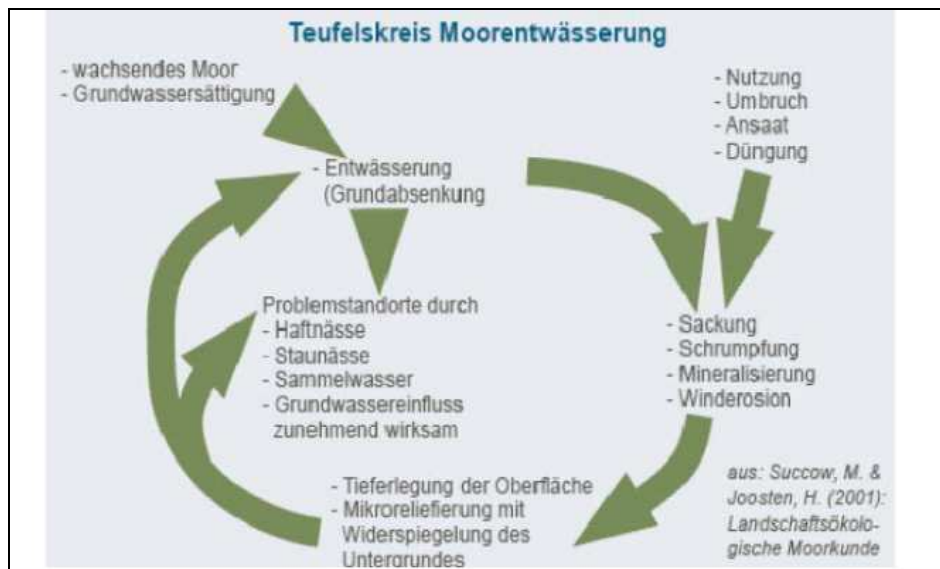 Teufelskreis Moorentwässerung
- wachsendes Moor
- Grundwassersättigung
- Nutzung
- Umbruch
- Ansaat
- Düngung
- Entwässerung
(Grundabsenkung
Problemstandorte durch
- Haftnässe
- Staunässe
- Sammelwasser
- Grundwassereinfluss
zunehmend wirksam
- Sackung
- Schrumpfung
- Mineralisierung
- Winderosion
- Tieferlegung der Oberfläche
- Mikroreliefierung mit
Widerspiegelung des
Untergrundes
aus: Succow, M. &
Joosten, H. (2001):
Landschaftsökolo-
gische Moorkunde